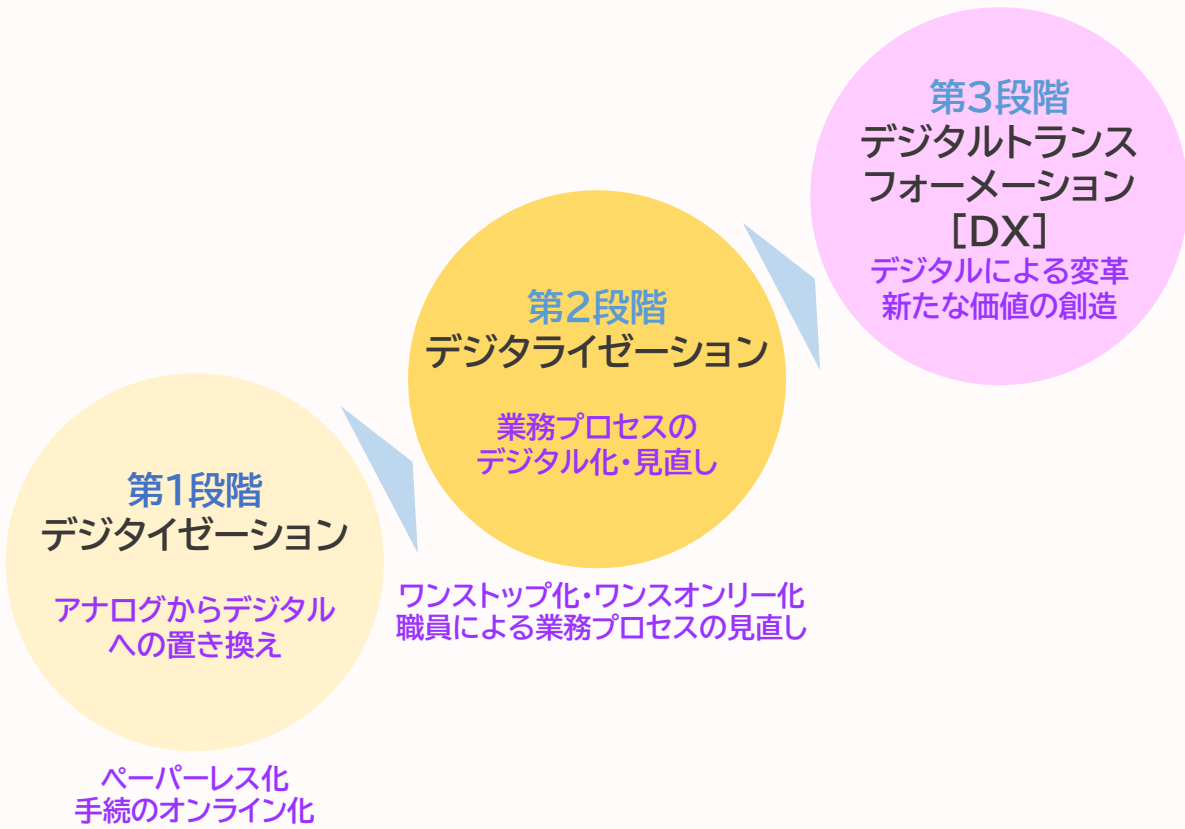 第1段階
デジタイゼーション
アナログからデジタル
への置き換え
ペーパーレス化
手続のオンライン化
第2段階
デジタライゼーション
業務プロセスの
デジタル化・見直し
ワンストップ化・ワンスオンリー化
職員による業務プロセスの見直し
第3段階
デジタルトランス
フォーメーション
[DX]
デジタルによる変革
新たな価値の創造